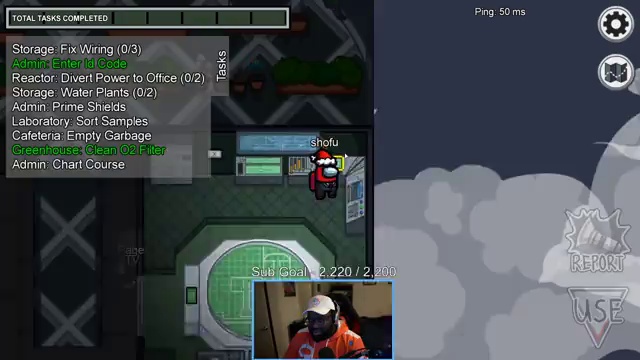 TOTAL TASKS COMPLETED
Ping: 50 ms
Storage: Fix Wiring (0/3)
Admin: Enter Id Code
Reactor: Divert Power to Office (0/2)
Storage: Water Plants (0/2)
Admin: Prime Shields
Laboratory: Sort Samples
Cafeteria: Empty Garbage
Greenhouse: Clean O2 Filter
Admin: Chart Course
Tasks
shofu
TV
Sub Goal - 2,220 / 2,200
REPORT
USE